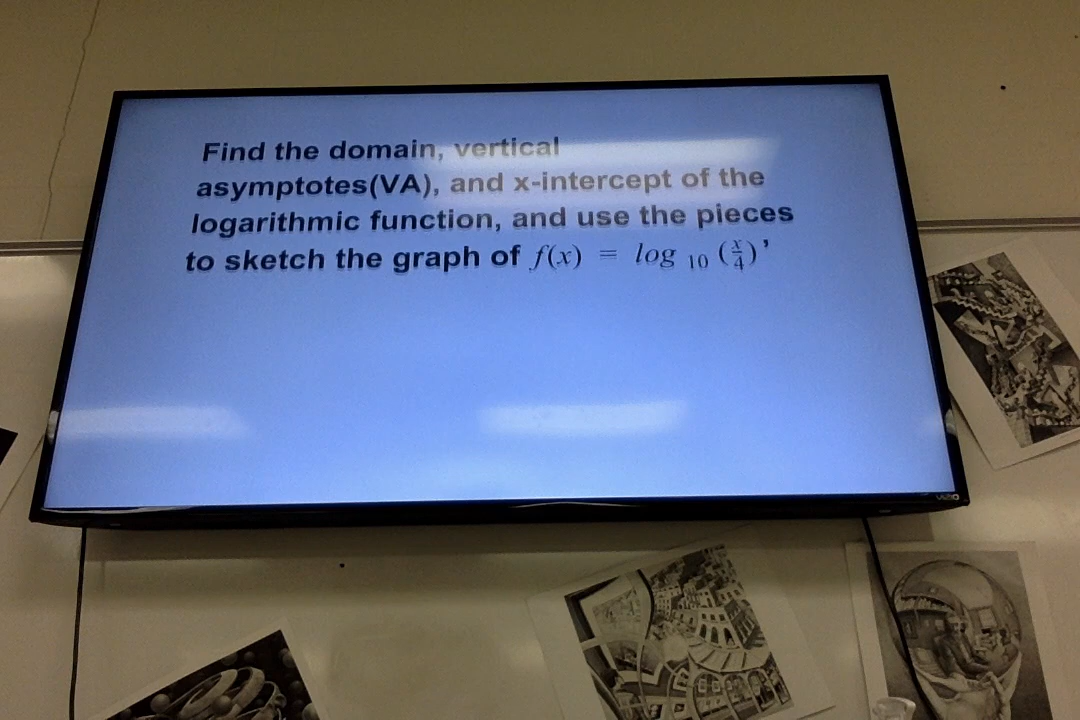 Find the domain, vertical
asymptotes(VA), and x-intercept of the
logarithmic function, and use the pieces
to sketch the graph of f(x) = log 10 (x/4)’
VIZIO